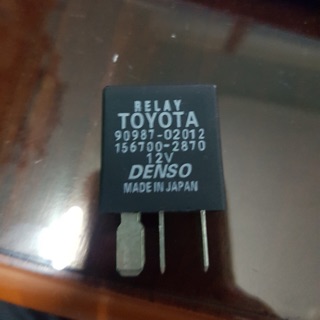 RELAY
TOYOTA
90987-02012
156700-2870
12V
DENSO
MADE IN JAPAN